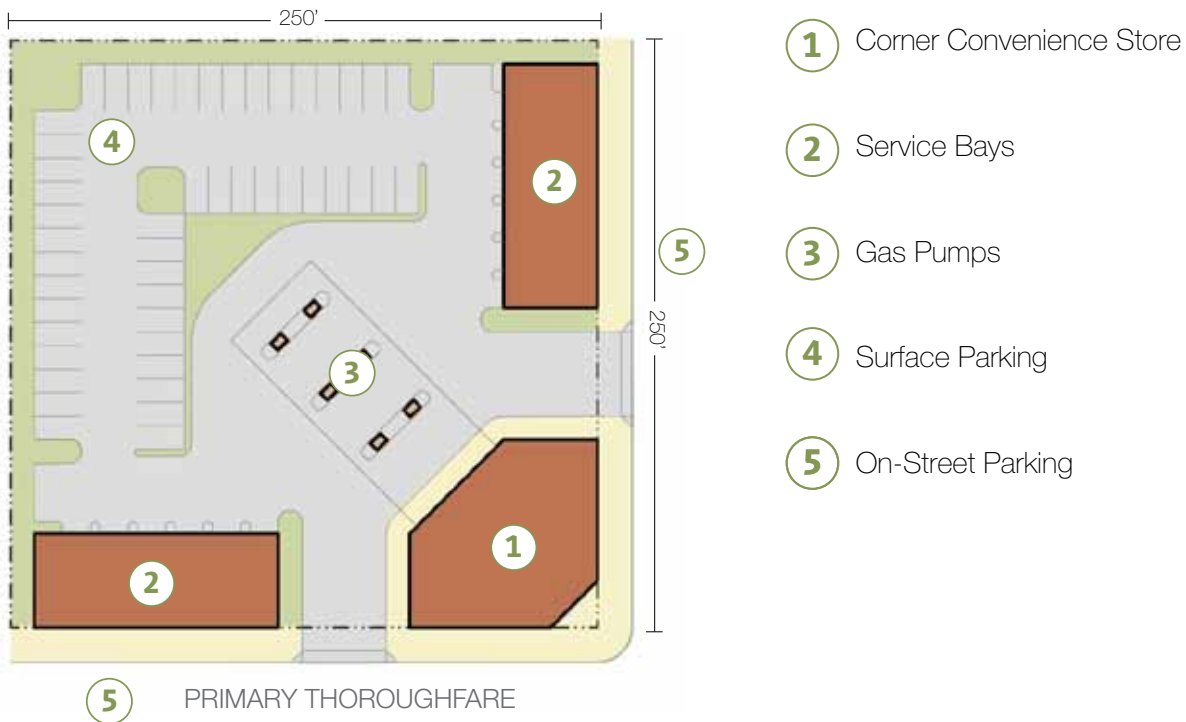 250'
1 Corner Convenience Store
4
2
2 Service Bays
5
3 Gas Pumps
250'
3
4 Surface Parking
5 On-Street Parking
1
2
5 PRIMARY THOROUGHFARE